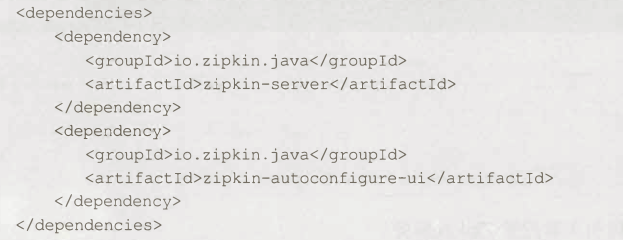 <dependencies>
    <dependency>
        <groupId>io.zipkin.java</groupId>
        <artifactId>zipkin-server</artifactId>
    </dependency>
    <dependency>
        <groupId>io.zipkin.java</groupId>
        <artifactId>zipkin-autoconfigure-ui</artifactId>
    </dependency>
</dependencies>